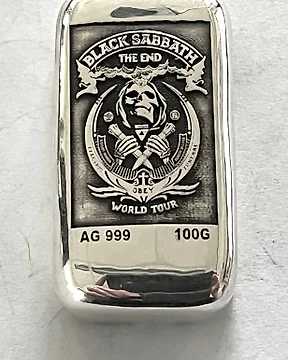 BLACK SABBATH
THE END
OBEY
WORLD TOUR
AG 999 100G